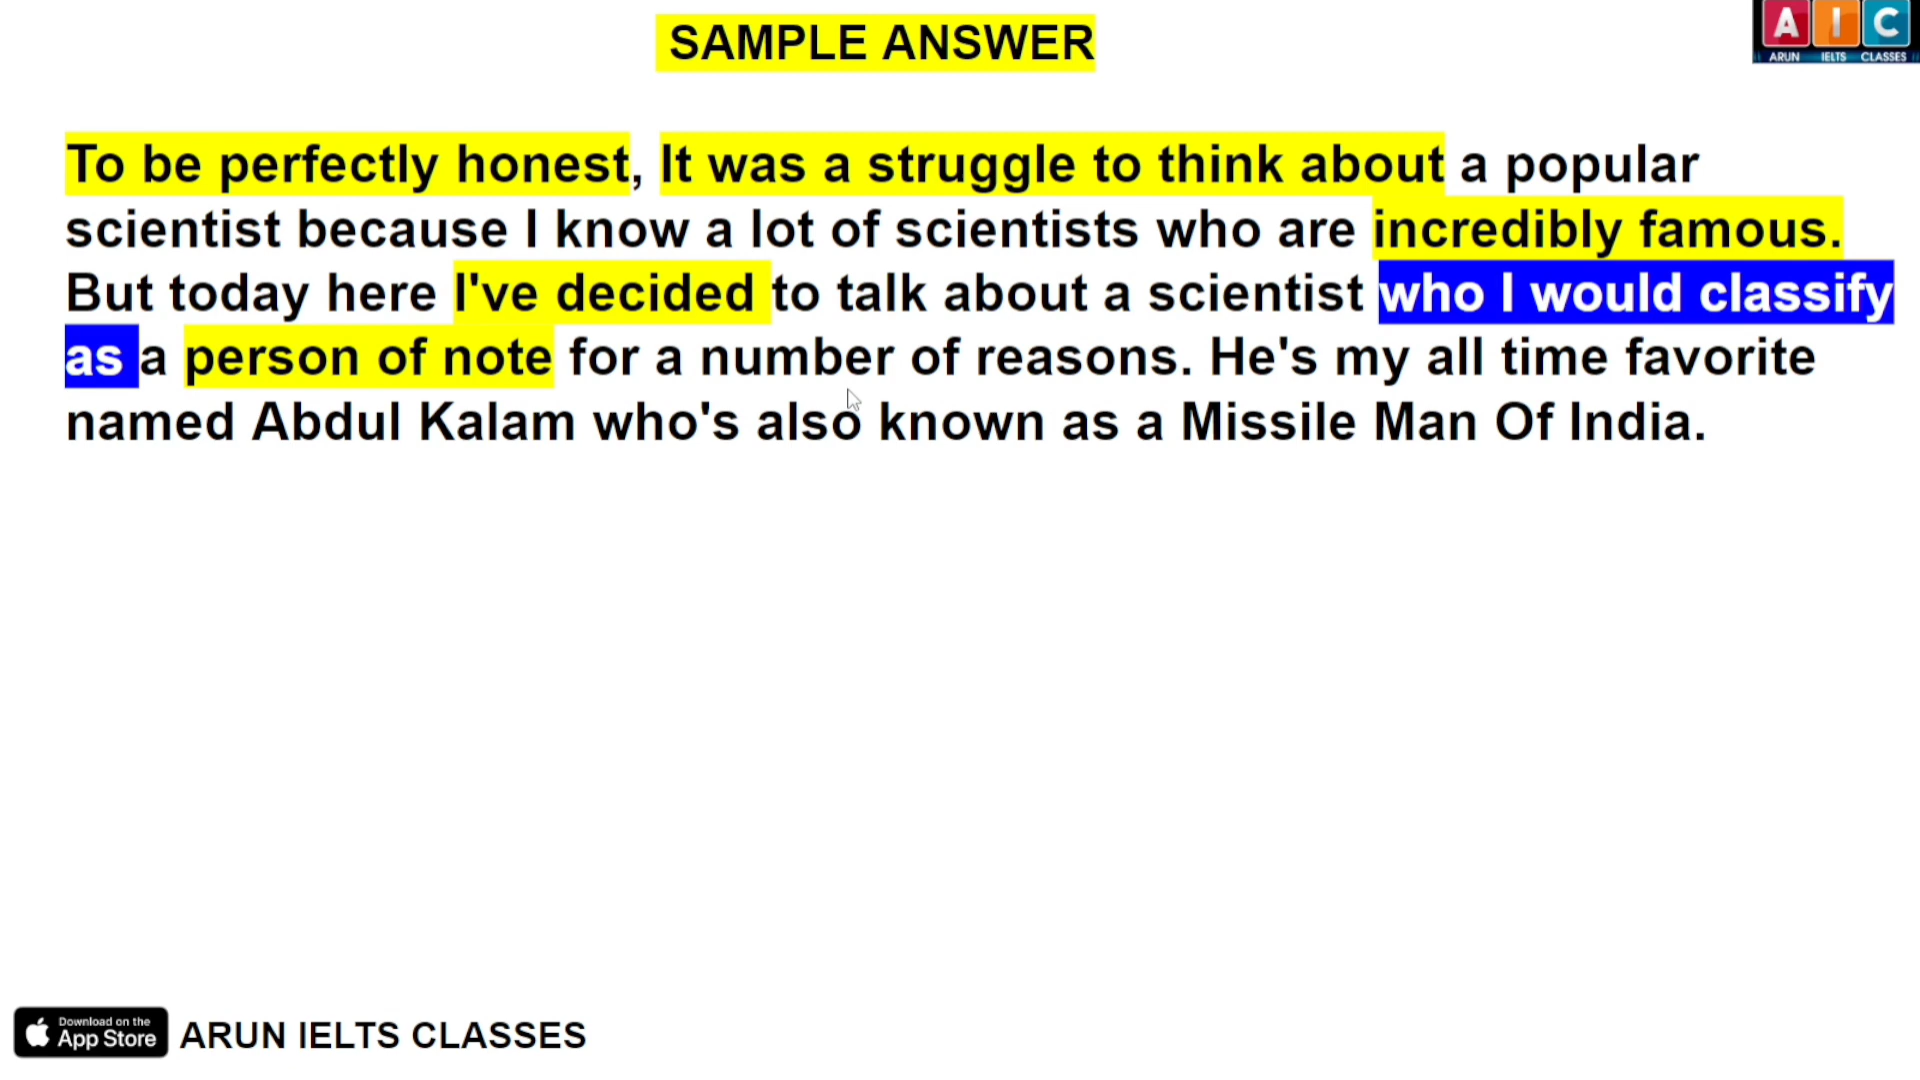 SAMPLE ANSWER
A I C
ARUN IELTS CLASSES
To be perfectly honest, It was a struggle to think about a popular
scientist because I know a lot of scientists who are incredibly famous.
But today here I've decided to talk about a scientist who I would classify
as a person of note for a number of reasons. He's my all time favorite
named Abdul Kalam who's also known as a Missile Man Of India.
Download on the
App Store
ARUN IELTS CLASSES